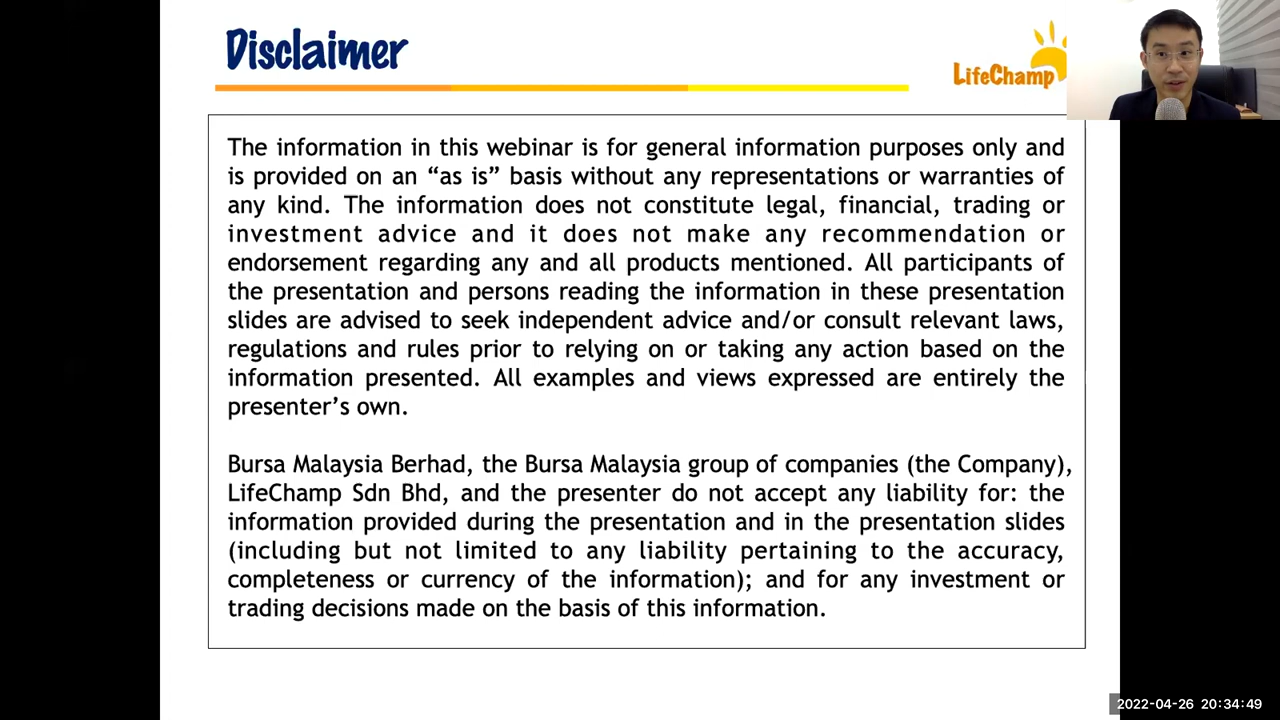 Disclaimer
LifeChamp
The information in this webinar is for general information purposes only and
is provided on an “as is” basis without any representations or warranties of
any kind. The information does not constitute legal, financial, trading or
investment advice and it does not make any recommendation or
endorsement regarding any and all products mentioned. All participants of
the presentation and persons reading the information in these presentation
slides are advised to seek independent advice and/or consult relevant laws,
regulations and rules prior to relying on or taking any action based on the
information presented. All examples and views expressed are entirely the
presenter’s own.
Bursa Malaysia Berhad, the Bursa Malaysia group of companies (the Company),
LifeChamp Sdn Bhd, and the presenter do not accept any liability for: the
information provided during the presentation and in the presentation slides
(including but not limited to any liability pertaining to the accuracy,
completeness or currency of the information); and for any investment or
trading decisions made on the basis of this information.
2022-04-26 20:34:49